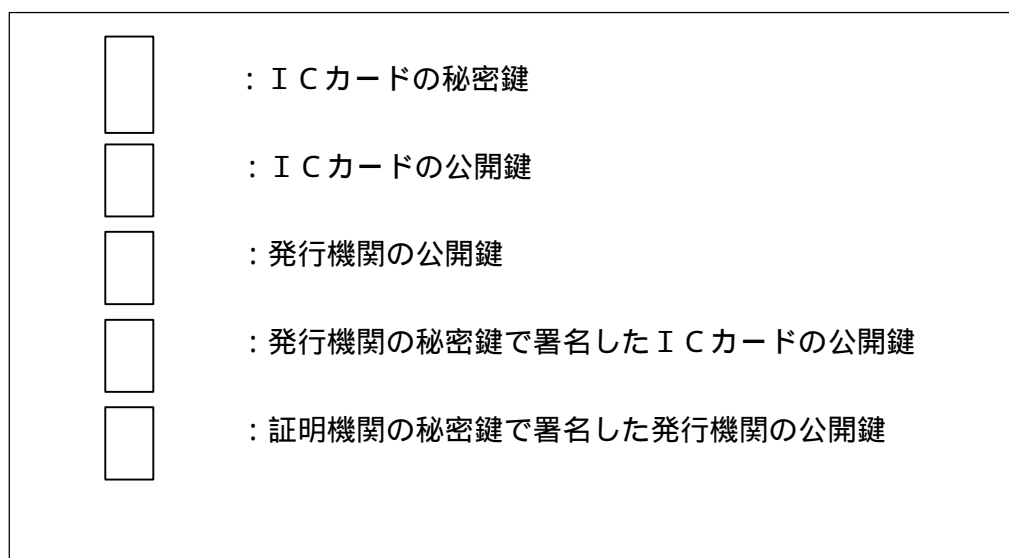 ：ＩＣカードの秘密鍵
：ＩＣカードの公開鍵
：発行機関の公開鍵
：発行機関の秘密鍵で署名したＩＣカードの公開鍵
：証明機関の秘密鍵で署名した発行機関の公開鍵